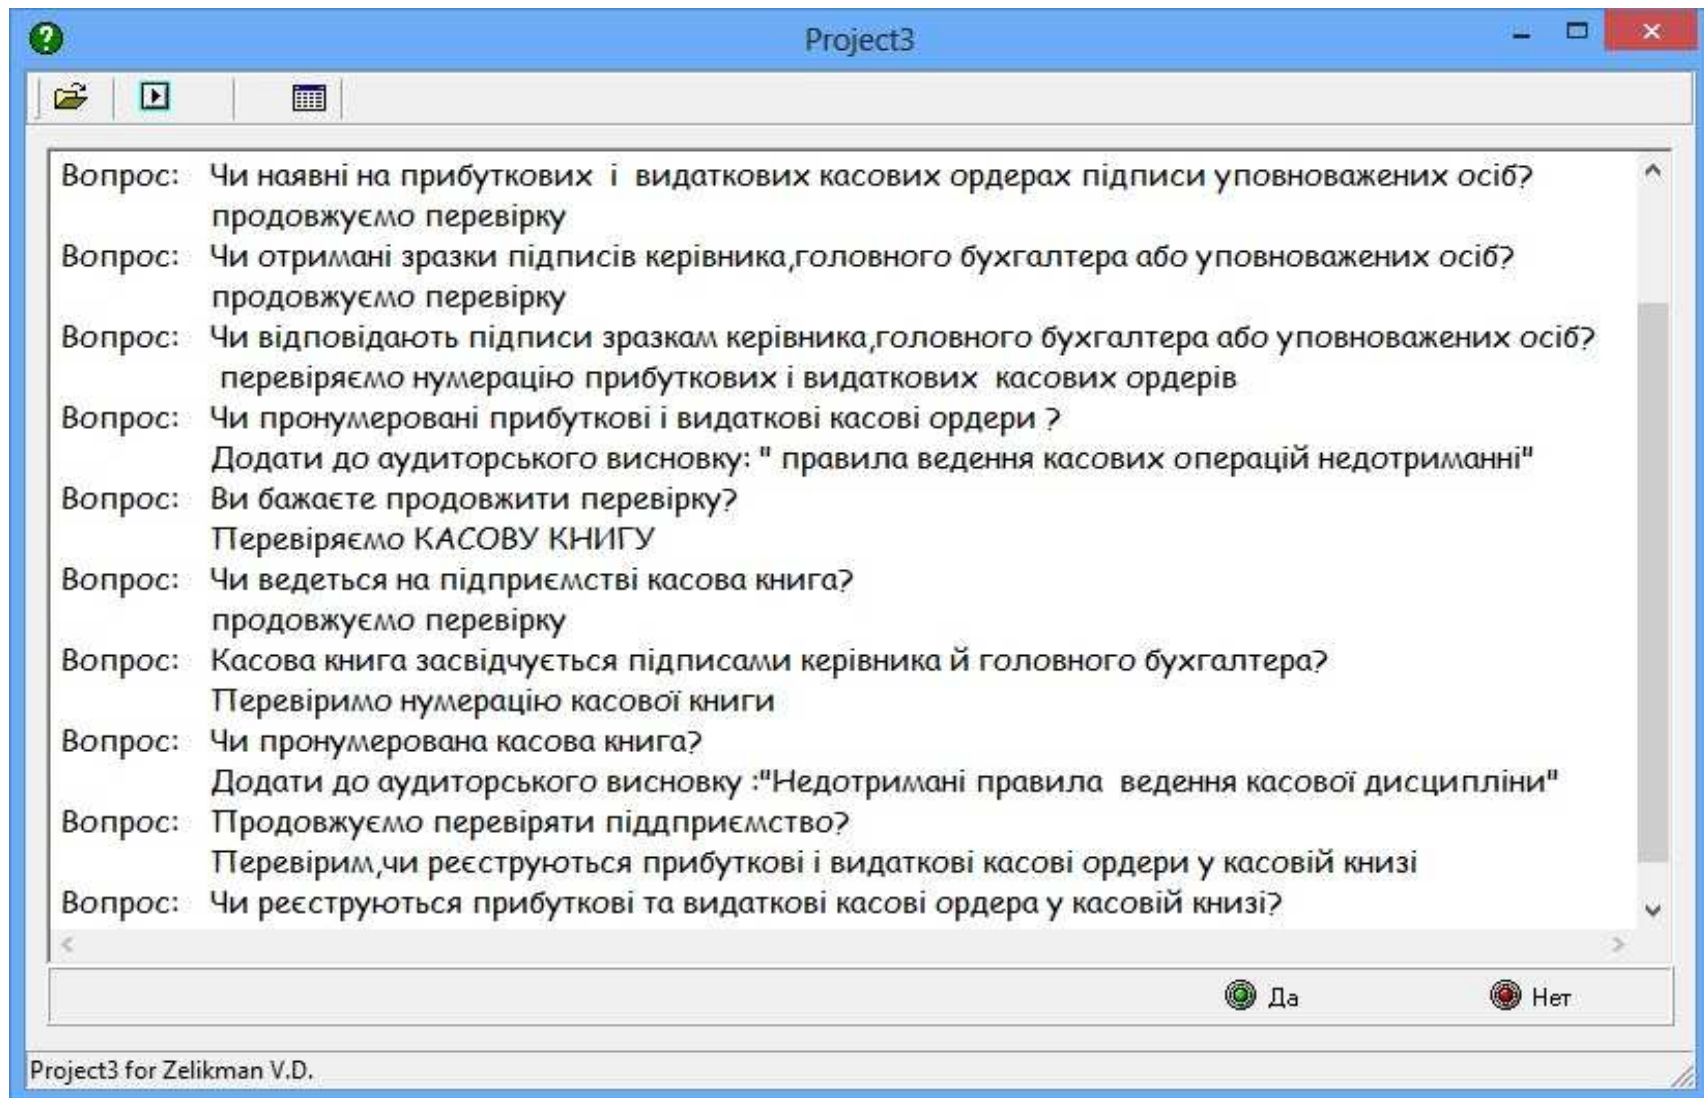 Project3
Вопрос: Чи наявні на прибуткових і видаткових касових ордерах підписи уповноважених осіб?
продовжуємо перевірку
Вопрос: Чи отримані зразки підписів керівника,головного бухгалтера або уповноважених осіб?
продовжуємо перевірку
Вопрос: Чи відповідають підписи зразкам керівника,головного бухгалтера або уповноважених осіб?
перевіряємо нумерацію прибуткових і видаткових касових ордерів
Вопрос: Чи пронумеровані прибуткові і видаткові касові ордери ?
Додати до аудиторського висновку: " правила ведення касових операцій недотриманні"
Вопрос: Ви бажаєте продовжити перевірку?
Перевіряємо КАСОВУ КНИГУ
Вопрос: Чи ведеться на підприємстві касова книга?
продовжуємо перевірку
Вопрос: Касова книга засвідчується підписами керівника й головного бухгалтера?
Перевіримо нумерацію касової книги
Вопрос: Чи пронумерована касова книга?
Додати до аудиторського висновку :"Недотримані правила ведення касової дисципліни"
Вопрос: Продовжуємо перевіряти піддприємство?
Перевірим,чи реєструються прибуткові і видаткові касові ордери у касовій книзі
Вопрос: Чи реєструються прибуткові та видаткові касові ордера у касовій книзі?
Да Нет
Project3 for Zelikman V.D.